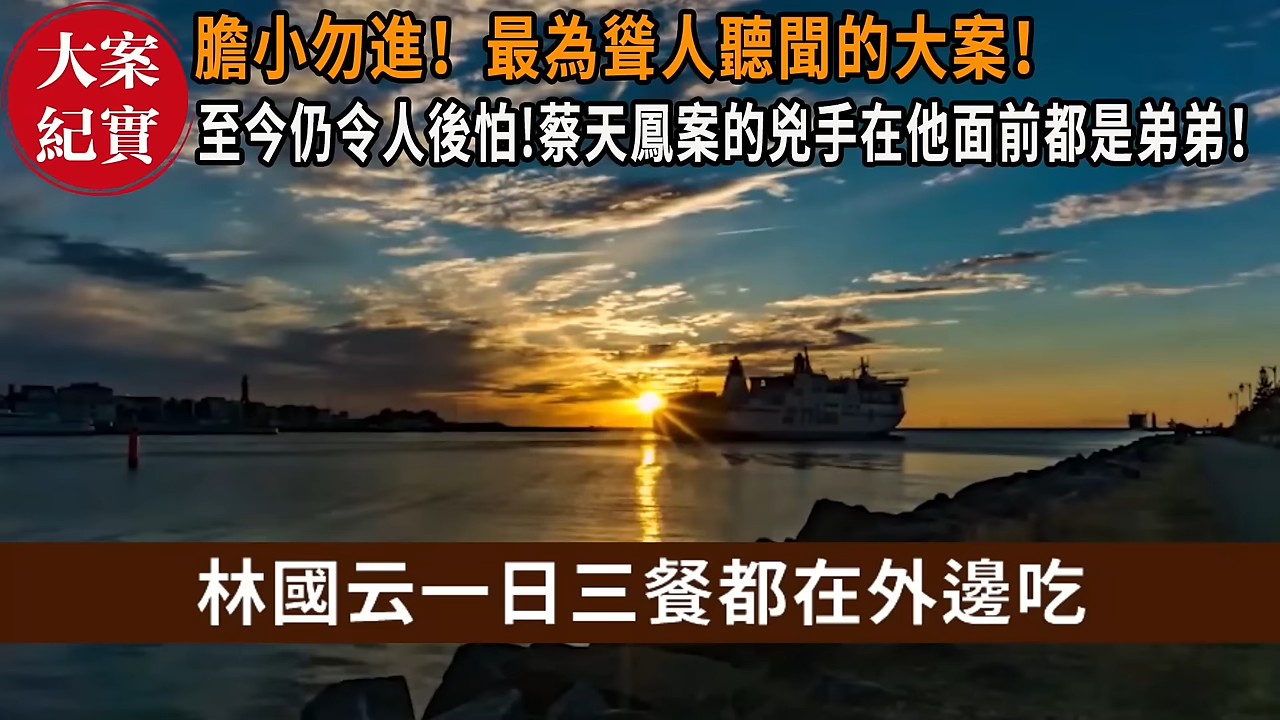 大案
紀實
膽小勿進！最為聳人聽聞的大案！
至今仍令人後怕！蔡天鳳案的兇手在他面前都是弟弟！
林國云一日三餐都在外邊吃